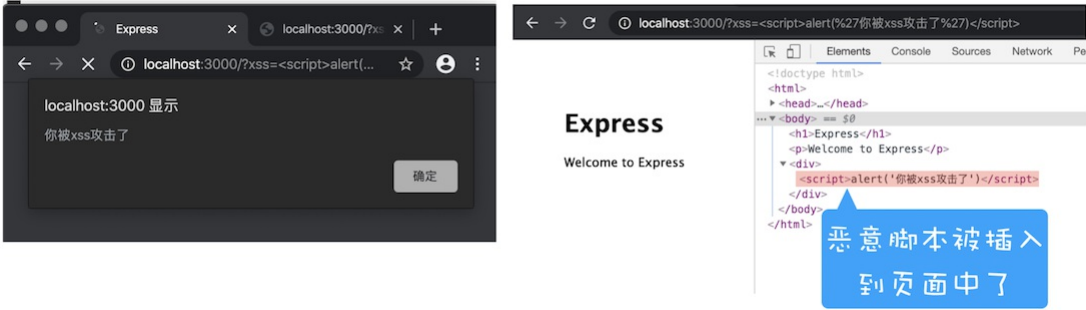 Express
localhost:3000/?xs
localhost:3000/?xss=<script>alert(...
localhost:3000 显示
你被xss攻击了
确定
localhost:3000/?xss=<script>alert(%27你被xss攻击了%27)</script>
Elements Console Sources Network Pe
Express
Welcome to Express
<!doctype html>
<html>
<head>…</head>
<body> == $0
<h1>Express</h1>
<p>Welcome to Express</p>
<div>
<script>alert('你被xss攻击了')</script>
</div>
</body>
</html>
恶意脚本被插入
到页面中了